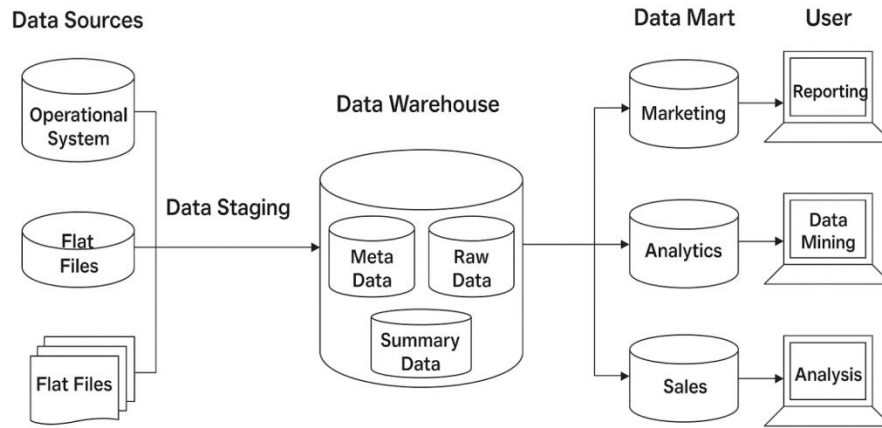 Data Sources
Data Mart
User
Operational
System
Data Warehouse
Marketing
Reporting
Data Staging
Flat
Files
Meta
Data
Raw
Data
Analytics
Data
Mining
Summary
Data
Flat Files
Sales
Analysis